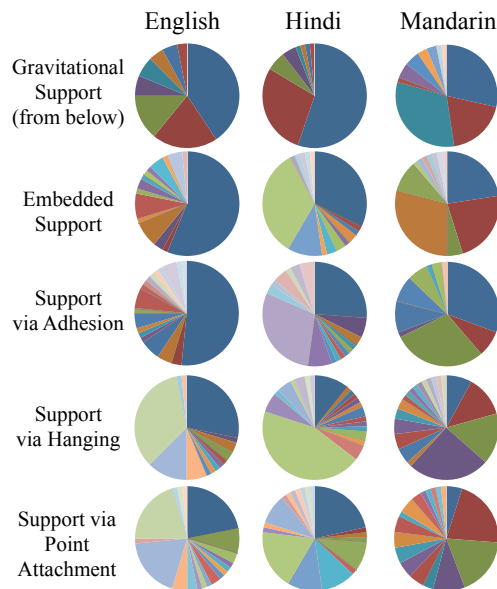 English Hindi Mandarin
Gravitational
Support
(from below)
Embedded
Support
Support
via Adhesion
Support
via Hanging
Support via
Point
Attachment